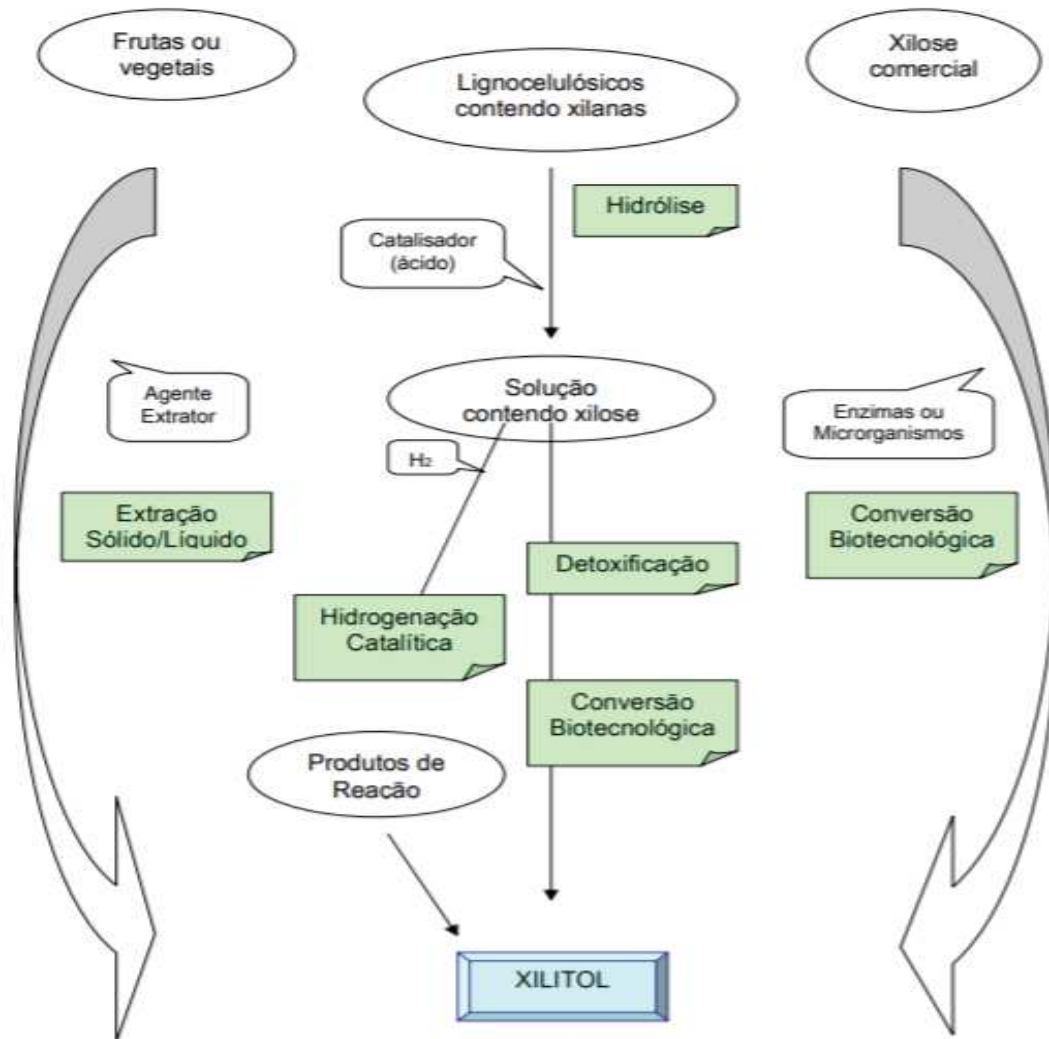 Frutas ou
vegetais
Lignocelulósicos
contendo xilanas
Xilose
comercial
Hidrólise
Catalisador
(ácido)
Agente
Extrator
Solução
contendo xilose
Enzimas ou
Microrganismos
H2
Extração
Sólido/Líquido
Detoxificação
Conversão
Biotecnológica
Hidrogenação
Catalítica
Conversão
Biotecnológica
Produtos de
Reação
XILITOL